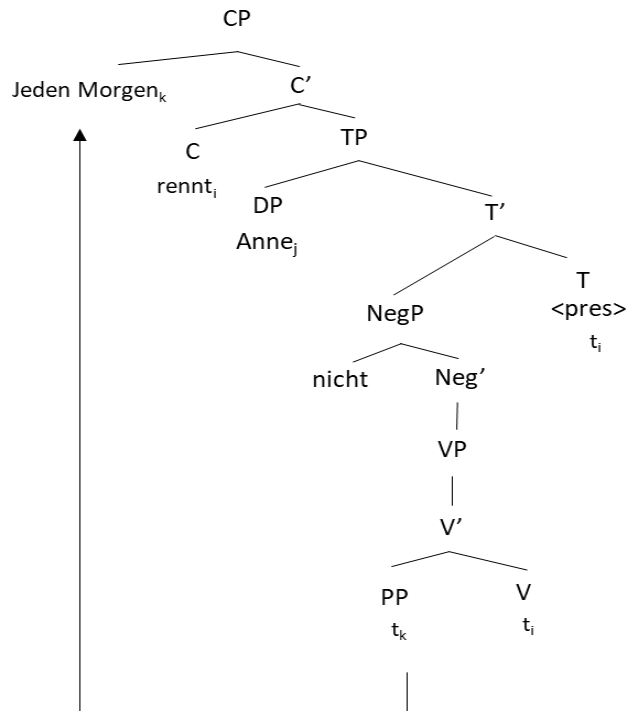 CP
Jeden Morgenₖ C’
C TP
renntᵢ DP T’
Anneⱼ
NegP T
<pres>
tᵢ
nicht Neg’
VP
V’
PP V
tₖ tᵢ